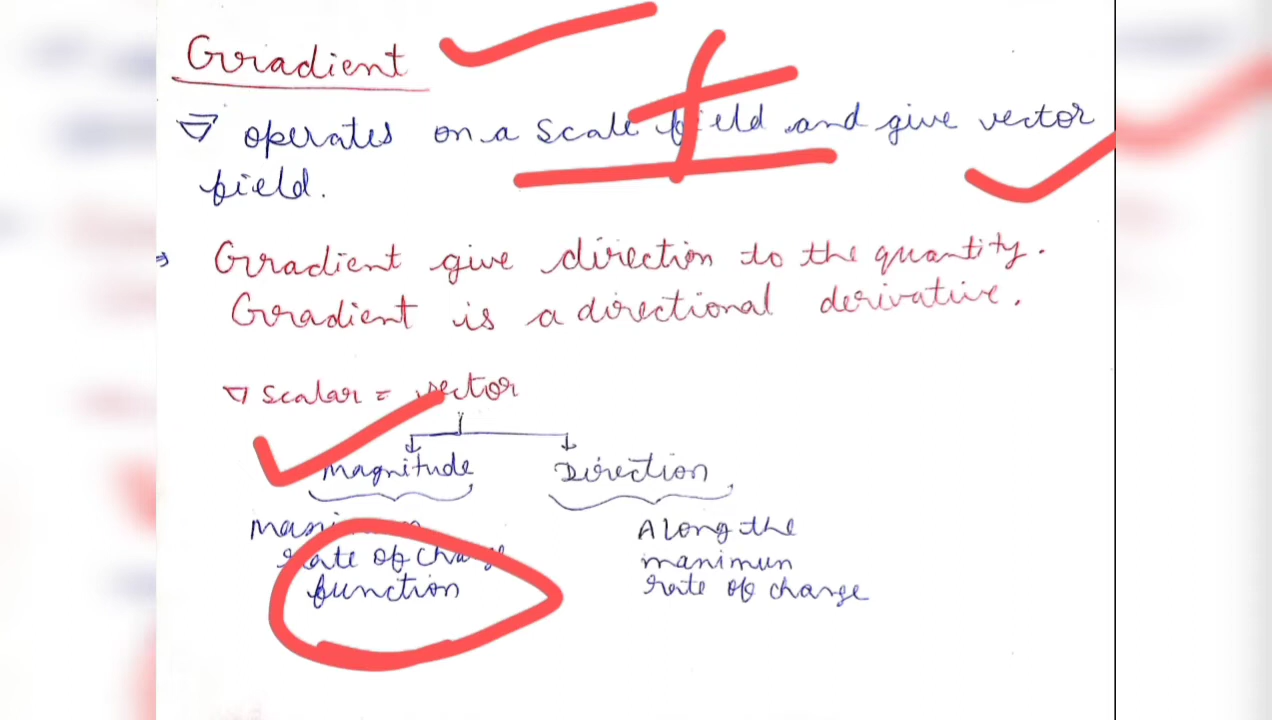 Gradient
∇ operates on a scale field and give vector
field.
⇒ Gradient give direction to the quantity.
Gradient is a directional derivative.
∇ scalar = vector
magnitude Direction
rate of change
function
Along the
manimun
rate of change